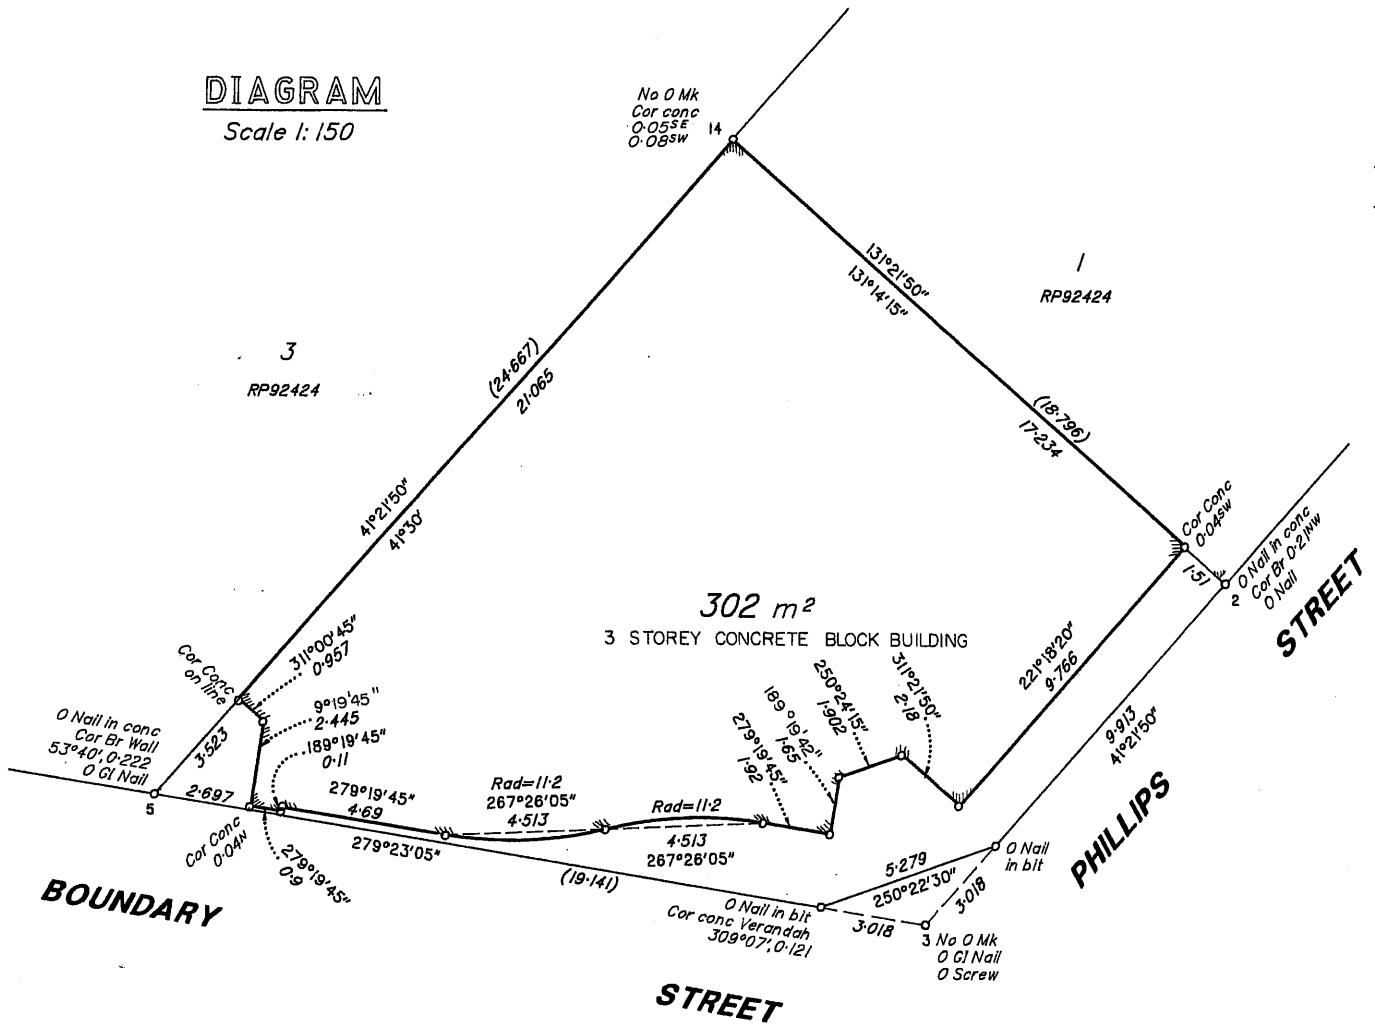 DIAGRAM
Scale 1:150
No O Mk
Cor conc
0·05SE
0·08SW
14
131°21'50"
131°14'15"
1
RP92424
3
RP92424
(24·667)
21·065
(18·796)
17·234
41°21'50"
41°30'
Cor Conc
0·04SW
1·51
O Nail in conc
Cor Br 0·21NW
O Nail
2
STREET
302 m²
3 STOREY CONCRETE BLOCK BUILDING
221°18'20"
9·766
9·913
41°21'50"
PHILLIPS
Cor Conc
on line
311°00'45"
0·957
9°19'45"
2·445
189°19'45"
0·11
311°21'50"
2·18
250°24'15"
1·902
189°19'42"
1·65
279°19'45"
1·92
O Nail in conc
Cor Br Wall
53°40', 0·222
O GI Nail
5
3·523
2·697
279°19'45"
4·69
Rad=11·2
267°26'05"
4·513
Rad=11·2
4·513
267°26'05"
279°23'05"
Cor Conc
0·04N
279°19'45"
0·9
(19·141)
5·279
250°22'30"
O Nail
in bit
3·018
3·018
O Nail in bit
Cor conc Verandah
309°07', 0·121
3 No O Mk
O GI Nail
O Screw
BOUNDARY
STREET